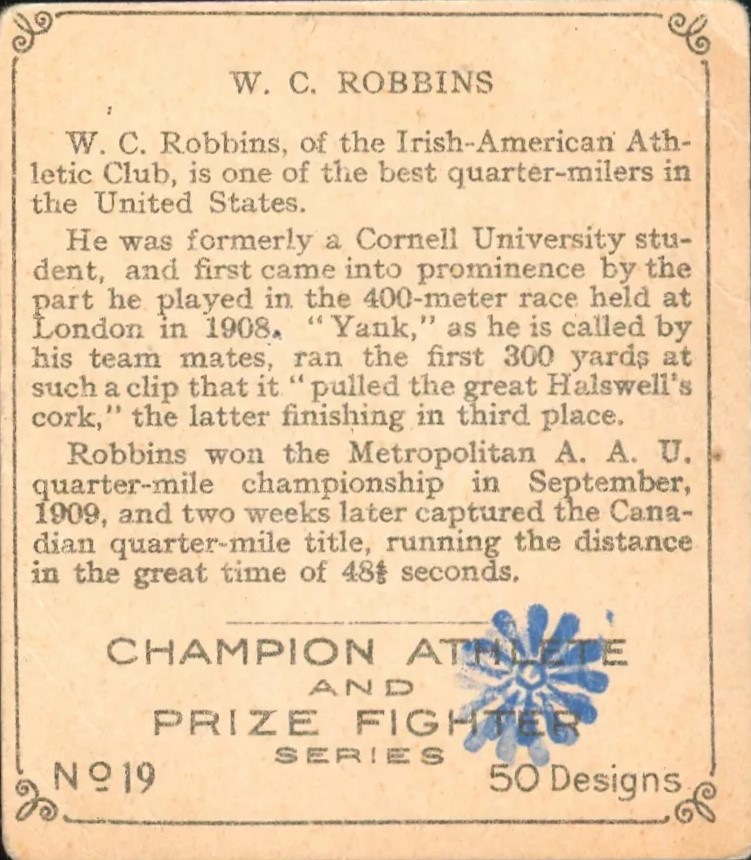 W. C. ROBBINS
W. C. Robbins, of the Irish-American Ath-
letic Club, is one of the best quarter-milers in
the United States.
He was formerly a Cornell University stu-
dent, and first came into prominence by the
part he played in the 400-meter race held at
London in 1908. "Yank," as he is called by
his team mates, ran the first 300 yards at
such a clip that it "pulled the great Halswell's
cork," the latter finishing in third place.
Robbins won the Metropolitan A. A. U.
quarter-mile championship in September,
1909, and two weeks later captured the Cana-
dian quarter-mile title, running the distance
in the great time of seconds.
CHAMPION ATHLETE
AND
PRIZE FIGHTER
SERIES
No 19
50 Designs